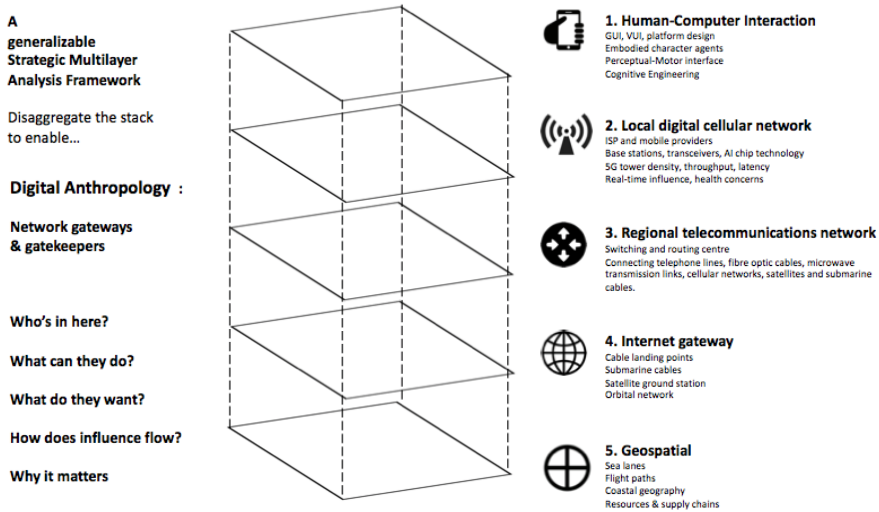 A
generalizable
Strategic Multilayer
Analysis Framework
Disaggregate the stack
to enable...
Digital Anthropology :
Network gateways
& gatekeepers
Who's in here?
What can they do?
What do they want?
How does influence flow?
Why it matters
1. Human-Computer Interaction
GUI, VUI, platform design
Embodied character agents
Perceptual-Motor interface
Cognitive Engineering
2. Local digital cellular network
ISP and mobile providers
Base stations, transceivers, AI chip technology
5G tower density, throughput, latency
Real-time influence, health concerns
3. Regional telecommunications network
Switching and routing centre
Connecting telephone lines, fibre optic cables, microwave
transmission links, cellular networks, satellites and submarine
cables.
4. Internet gateway
Cable landing points
Submarine cables
Satellite ground station
Orbital network
5. Geospatial
Sea lanes
Flight paths
Coastal geography
Resources & supply chains